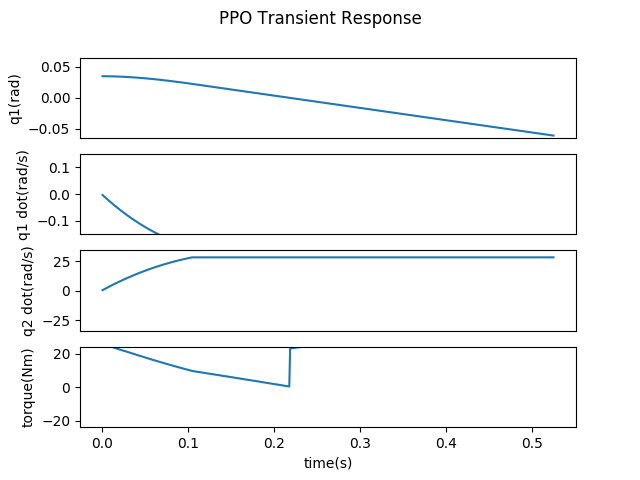 PPO Transient Response
q1(rad)
0.05
0.00
−0.05
q1 dot(rad/s)
0.1
0.0
−0.1
q2 dot(rad/s)
25
0
−25
torque(Nm)
20
0
−20
0.0 0.1 0.2 0.3 0.4 0.5
time(s)